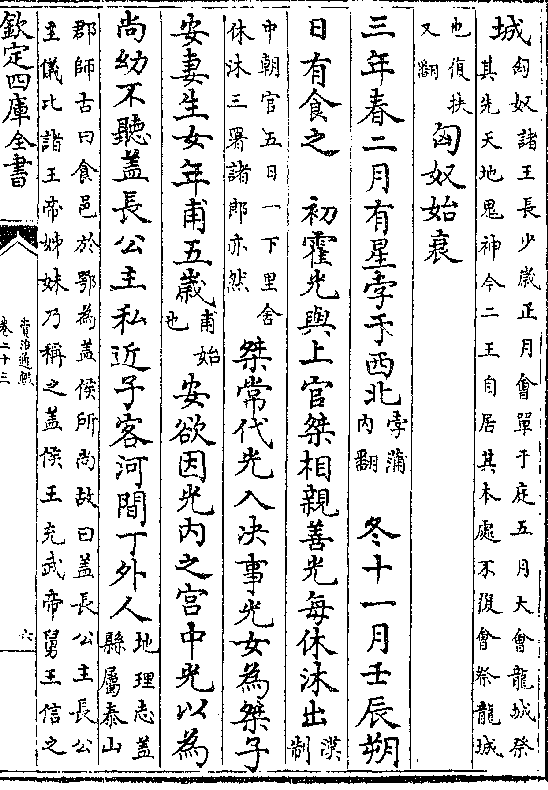 城匈奴諸王長少歲正月會單于庭五月大會龍城祭
其先天地鬼神今二王自居其本處不復會祭龍城
也復扶
又翻匈奴始衰
三年春二月有星孛于西北孛蒲
內翻冬十一月壬辰朔
日有食之　初霍光與上官桀相親善光每休沐出漢
制
中朝官五日一下里舍
休沐三署諸郎亦然桀常代光入决事光女為桀子
安妻生女年甫五歲甫始
也安欲因光內之宮中光以為
尚幼不聽蓋長公主私近子客河間丁外人地理志蓋
縣屬泰山
郡師古曰食邑於鄂為蓋侯所尚故曰蓋長公主長公
主儀比諸王帝姊妹乃稱之蓋侯王充武帝舅王信之
欽定四庫全書
資治通鑑
卷二十三
六